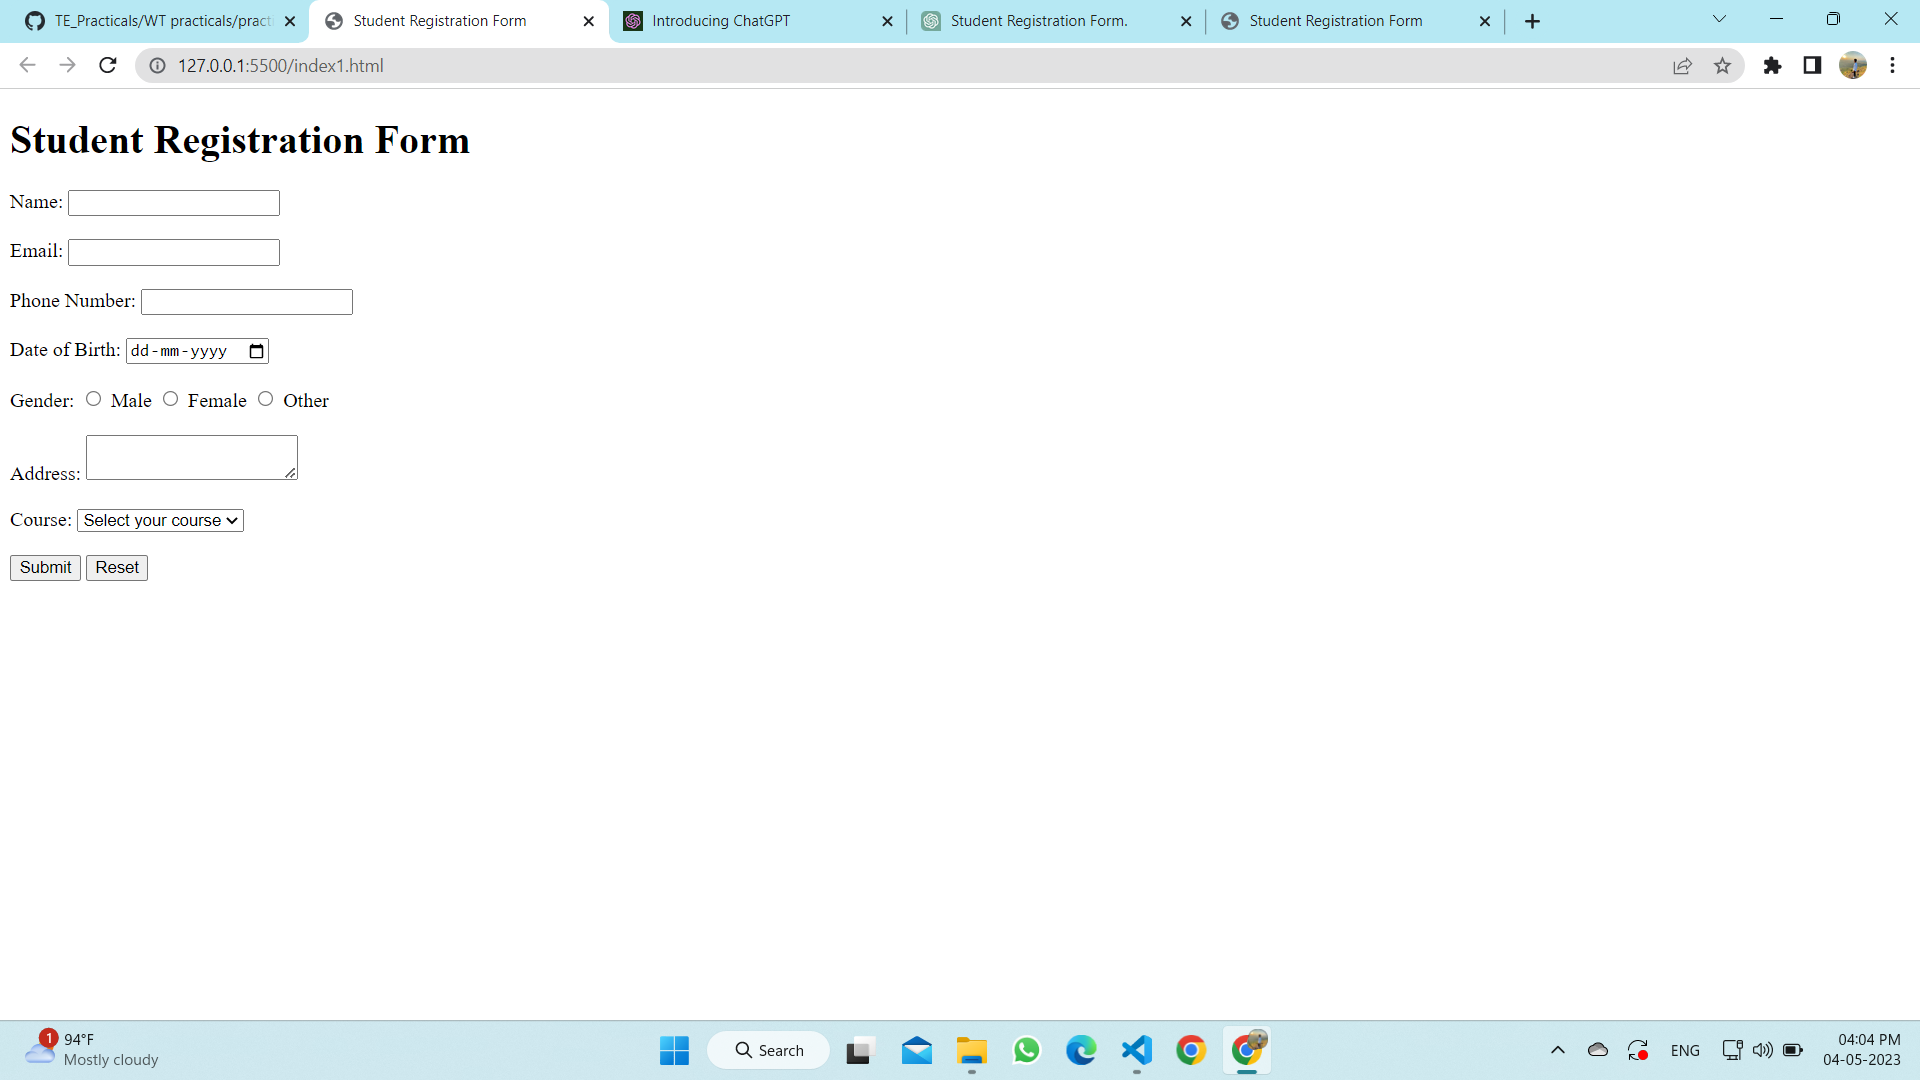 TE_Practicals/WT practicals/practi
Student Registration Form
Introducing ChatGPT
Student Registration Form.
Student Registration Form
127.0.0.1:5500/index1.html
Student Registration Form
Name:
Email:
Phone Number:
Date of Birth: dd-mm-yyyy
Gender: Male Female Other
Address:
Course: Select your course
Submit Reset
1
94°F
Mostly cloudy
Search
ENG
04:04 PM
04-05-2023